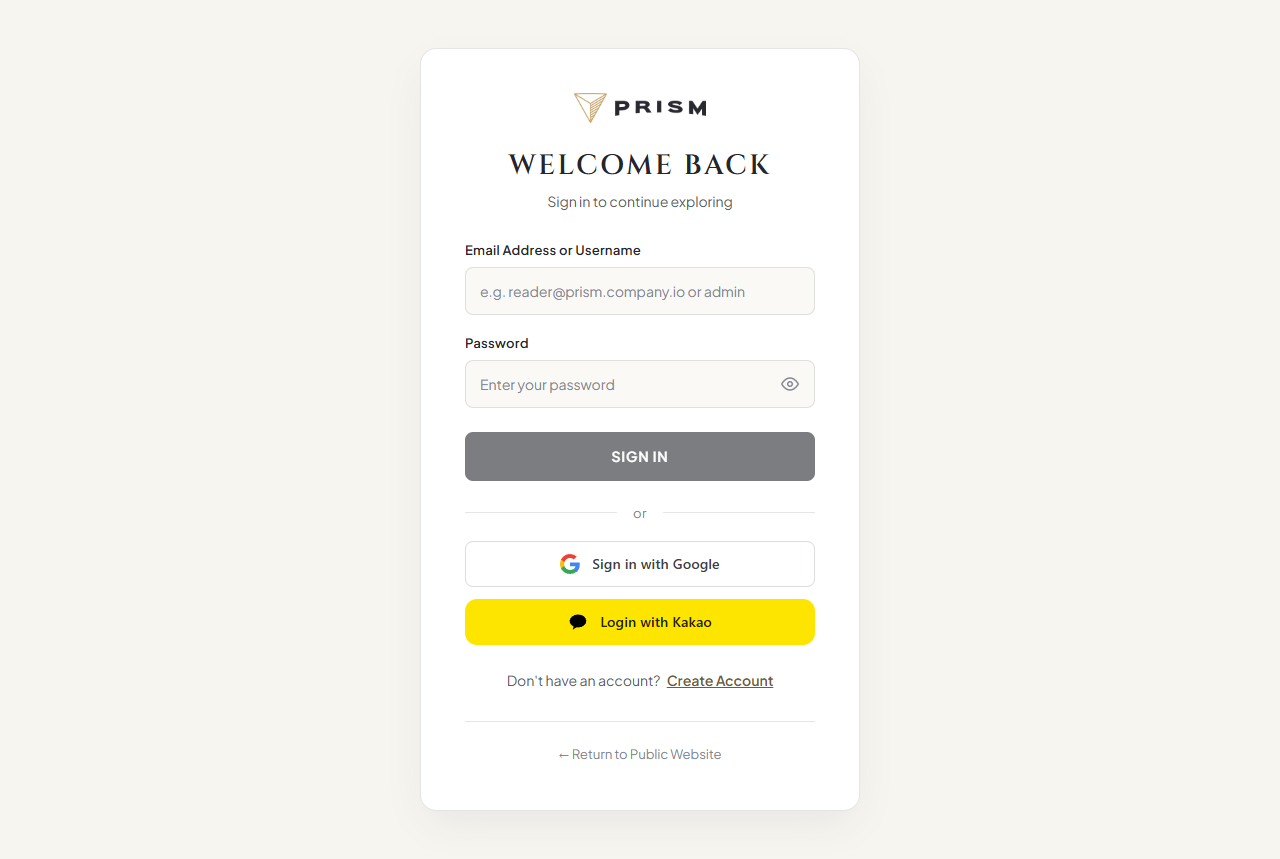 PRISM
WELCOME BACK
Sign in to continue exploring
Email Address or Username
e.g. reader@prism.company.io or admin
Password
Enter your password
SIGN IN
or
Sign in with Google
Login with Kakao
Don't have an account? Create Account
← Return to Public Website